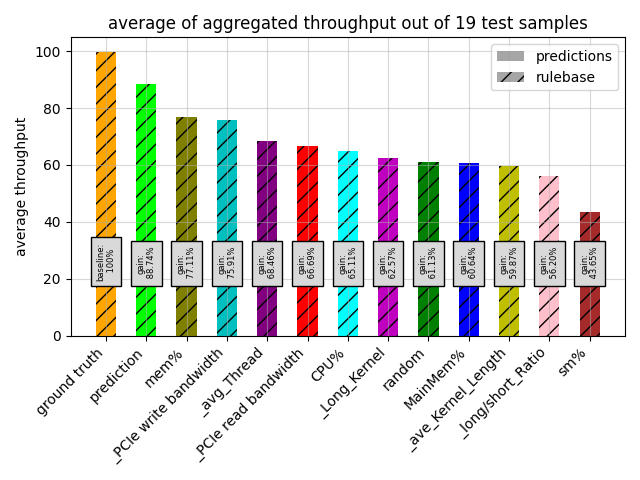 average of aggregated throughput out of 19 test samples
predictions
rulebase
average throughput
100
80
60
40
20
0
baseline:
100%
gain:
88.74%
gain:
77.11%
gain:
75.91%
gain:
68.46%
gain:
66.69%
gain:
65.11%
gain:
62.57%
gain:
61.13%
gain:
60.64%
gain:
59.87%
gain:
56.20%
gain:
43.65%
ground truth
prediction
mem%
_PCIe write bandwidth
_avg_Thread
_PCIe read bandwidth
CPU%
_Long_Kernel
random
MainMem%
_ave_Kernel_Length
_long/short_Ratio
sm%